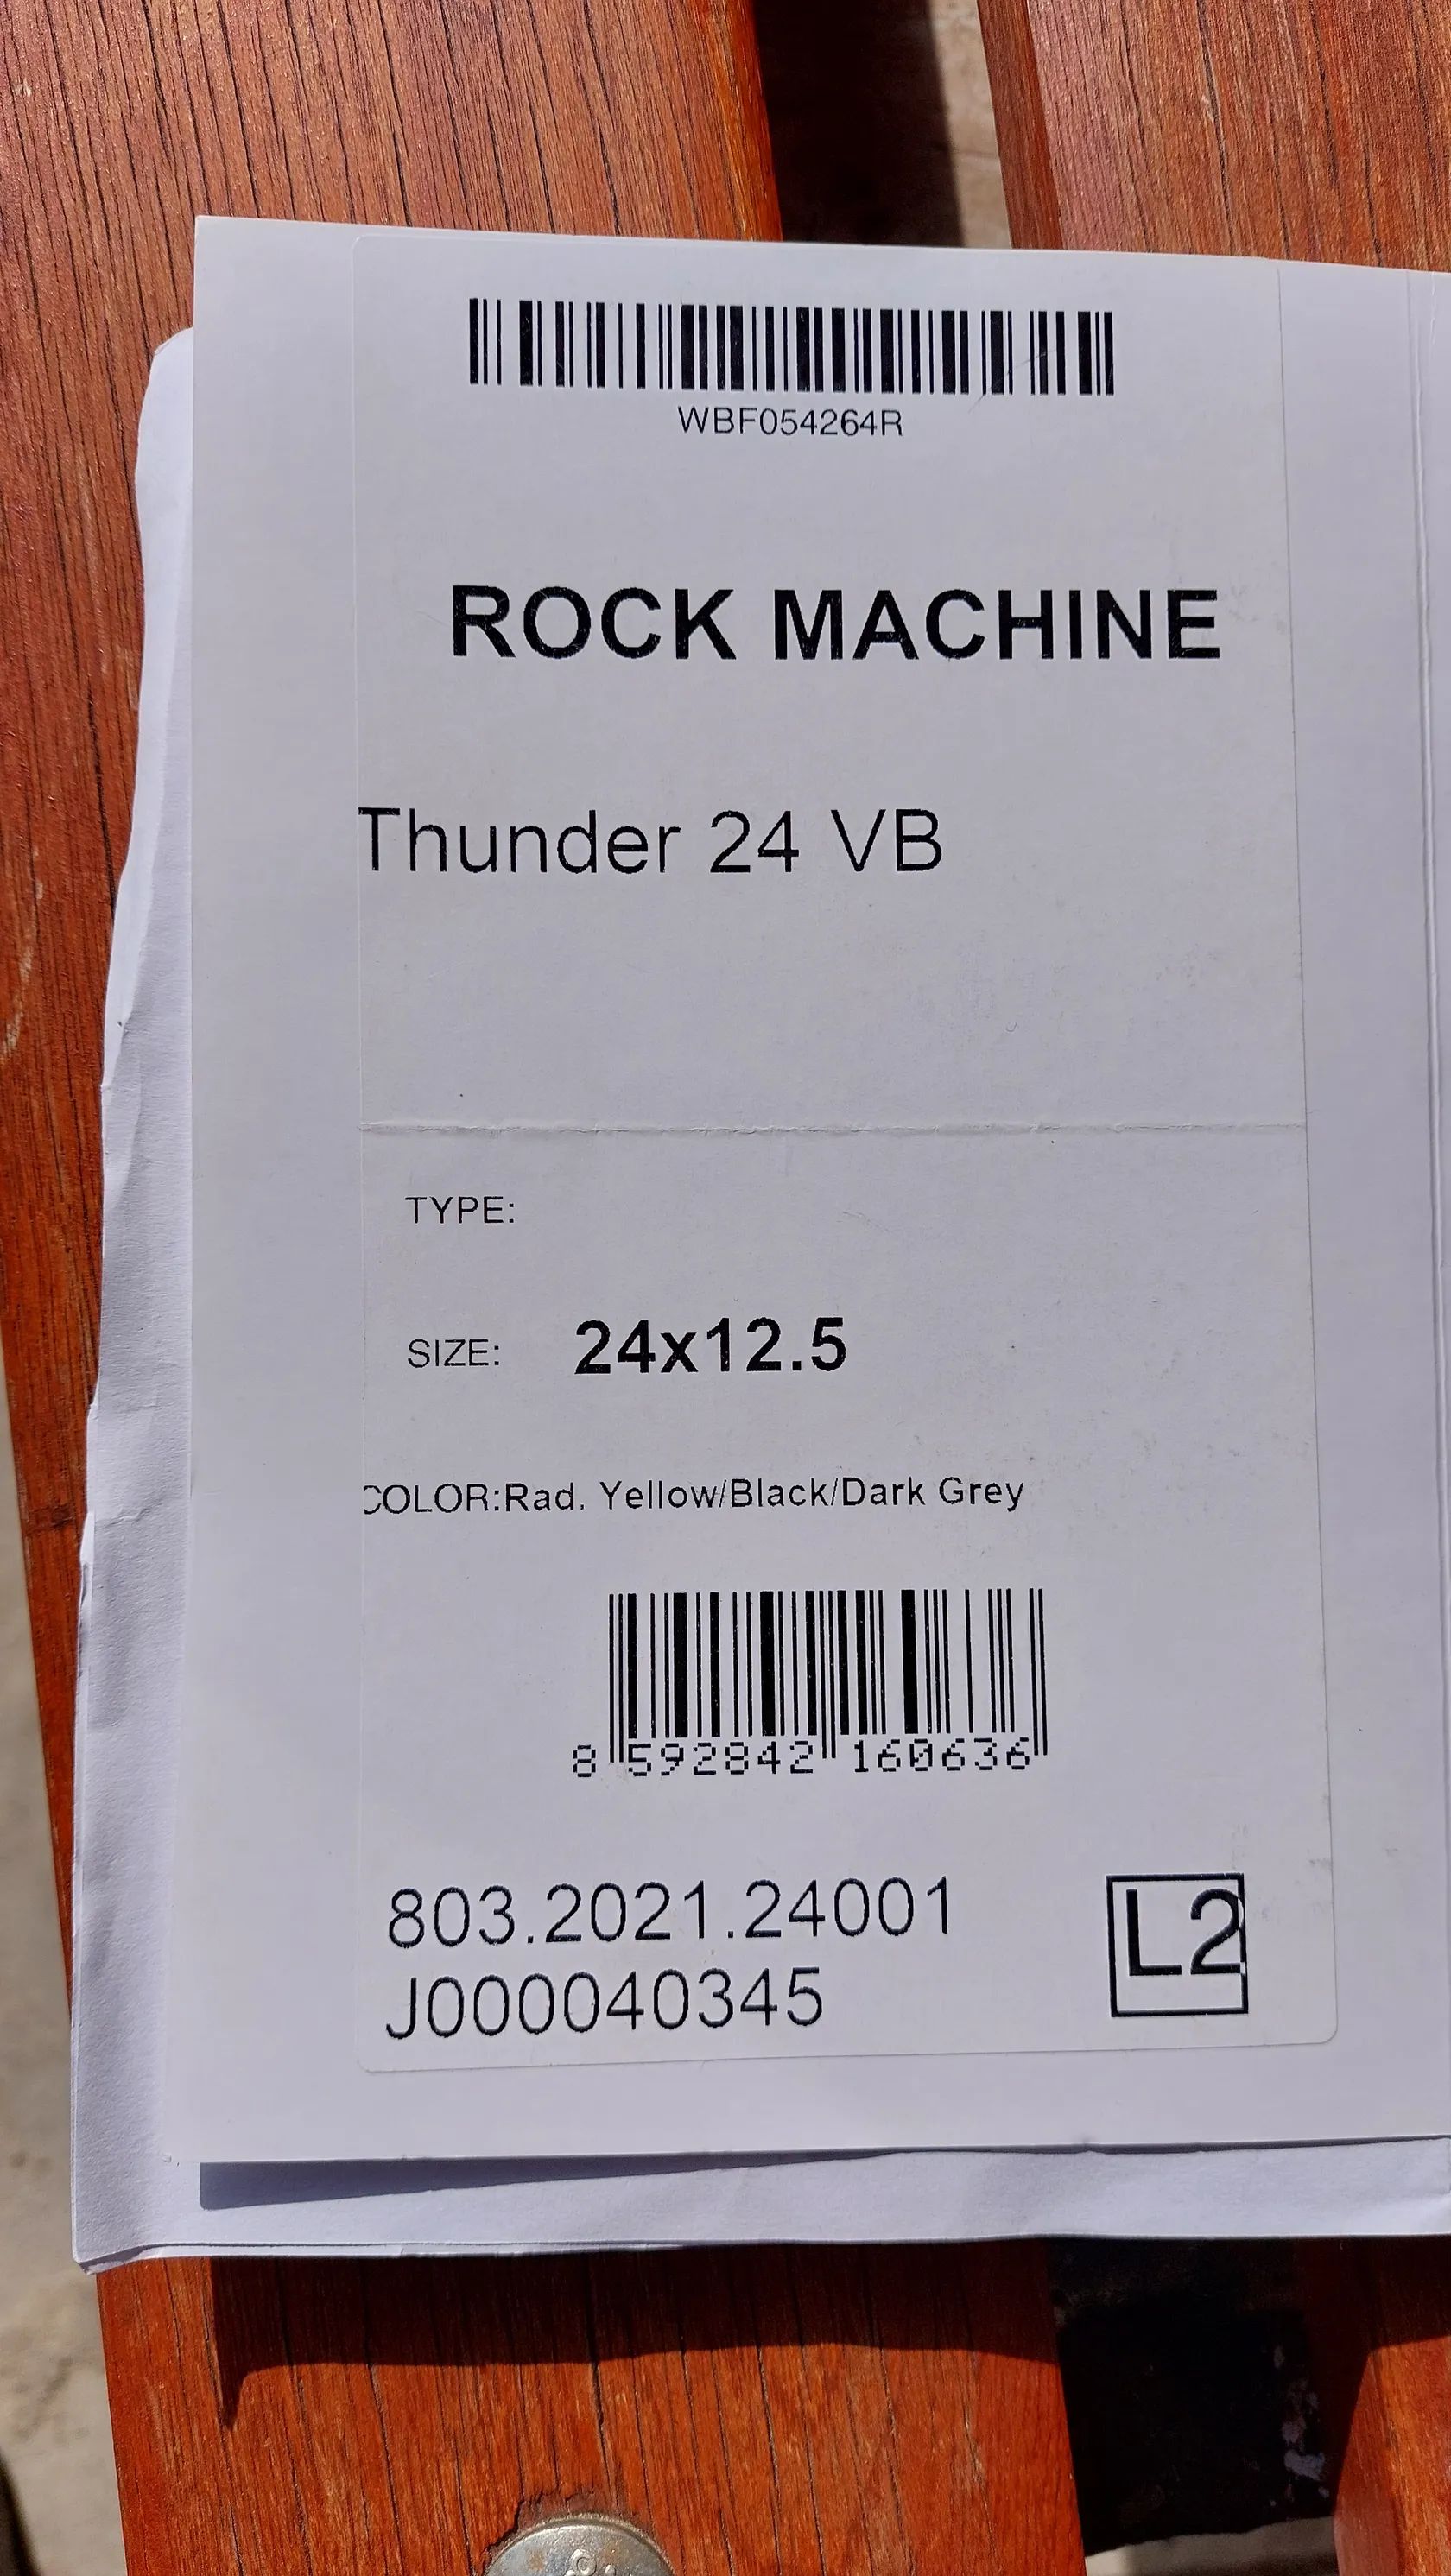 WBF054264R
ROCK MACHINE
Thunder 24 VB
TYPE:
SIZE: 24x12.5
COLOR:Rad. Yellow/Black/Dark Grey
8 592842 160636
803.2021.24001
J000040345
L2